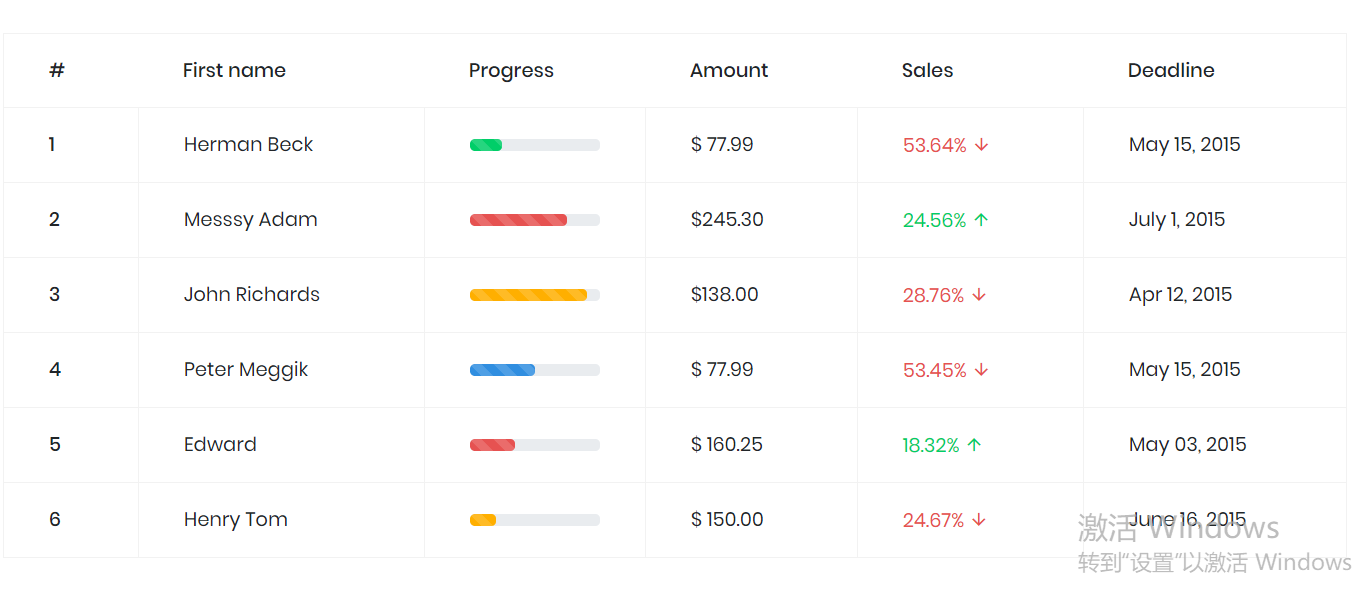 # First name Progress Amount Sales Deadline
1 Herman Beck $ 77.99 53.64% ↓ May 15, 2015
2 Messsy Adam $245.30 24.56% ↑ July 1, 2015
3 John Richards $138.00 28.76% ↓ Apr 12, 2015
4 Peter Meggik $ 77.99 53.45% ↓ May 15, 2015
5 Edward $ 160.25 18.32% ↑ May 03, 2015
6 Henry Tom $ 150.00 24.67% ↓ June 16, 2015
激活 Windows
转到“设置”以激活 Windows